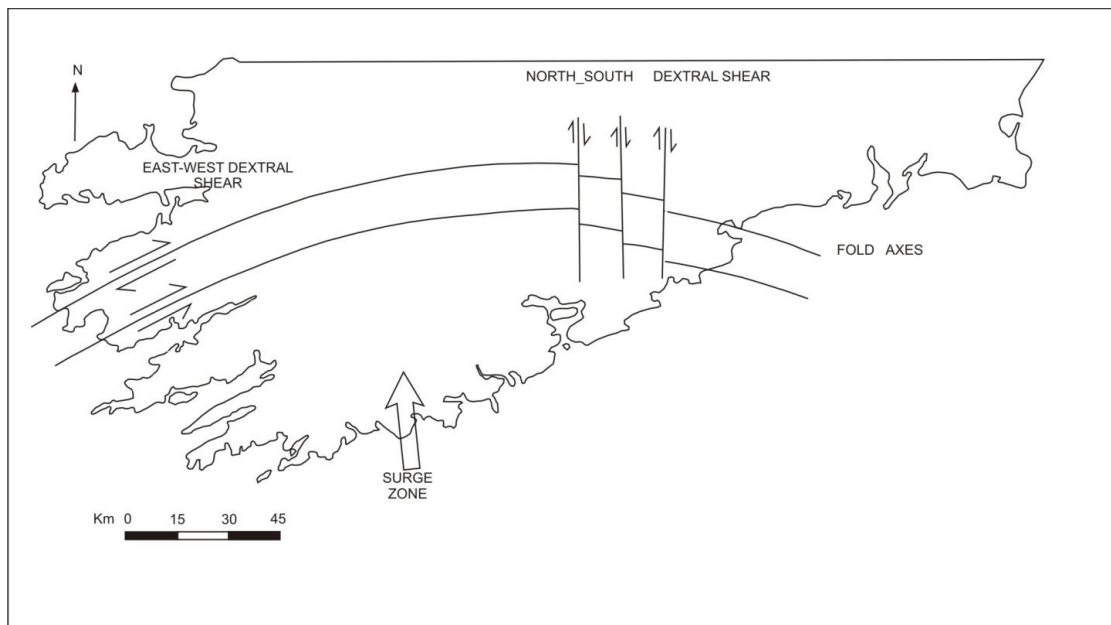 N
NORTH_SOUTH DEXTRAL SHEAR
EAST-WEST DEXTRAL
SHEAR
FOLD AXES
SURGE
ZONE
Km 0 15 30 45